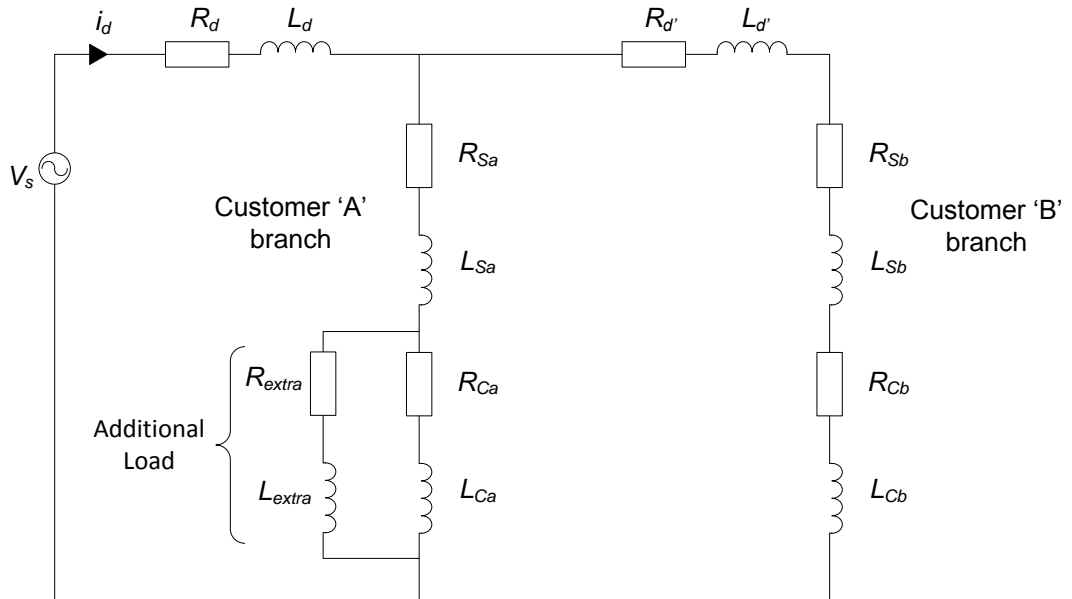 i_d
R_d
L_d
R_d'
L_d'
V_s
R_Sa
R_Sb
Customer 'A'
branch
Customer 'B'
branch
L_Sa
L_Sb
R_extra
R_Ca
R_Cb
Additional
Load
L_extra
L_Ca
L_Cb